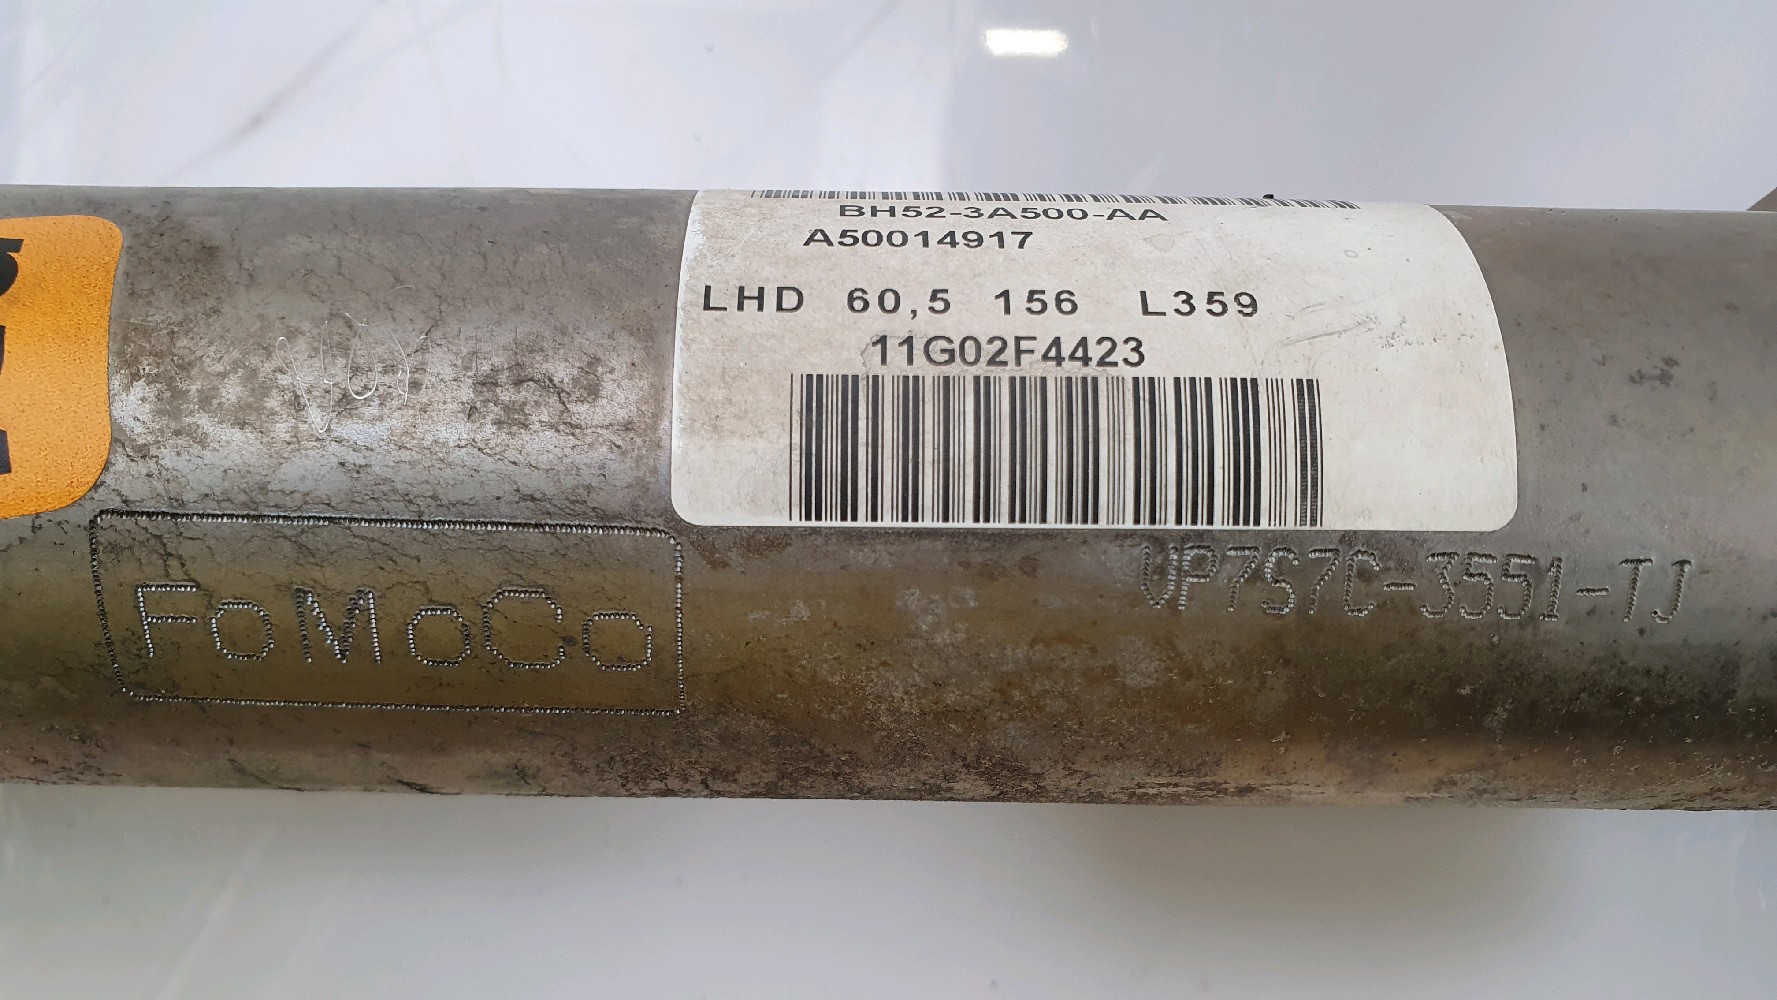 BH52-3A500-AA
A50014917
LHD 60,5 156 L359
11G02F4423
VP7S7C-3551-TJ
FoMoCo